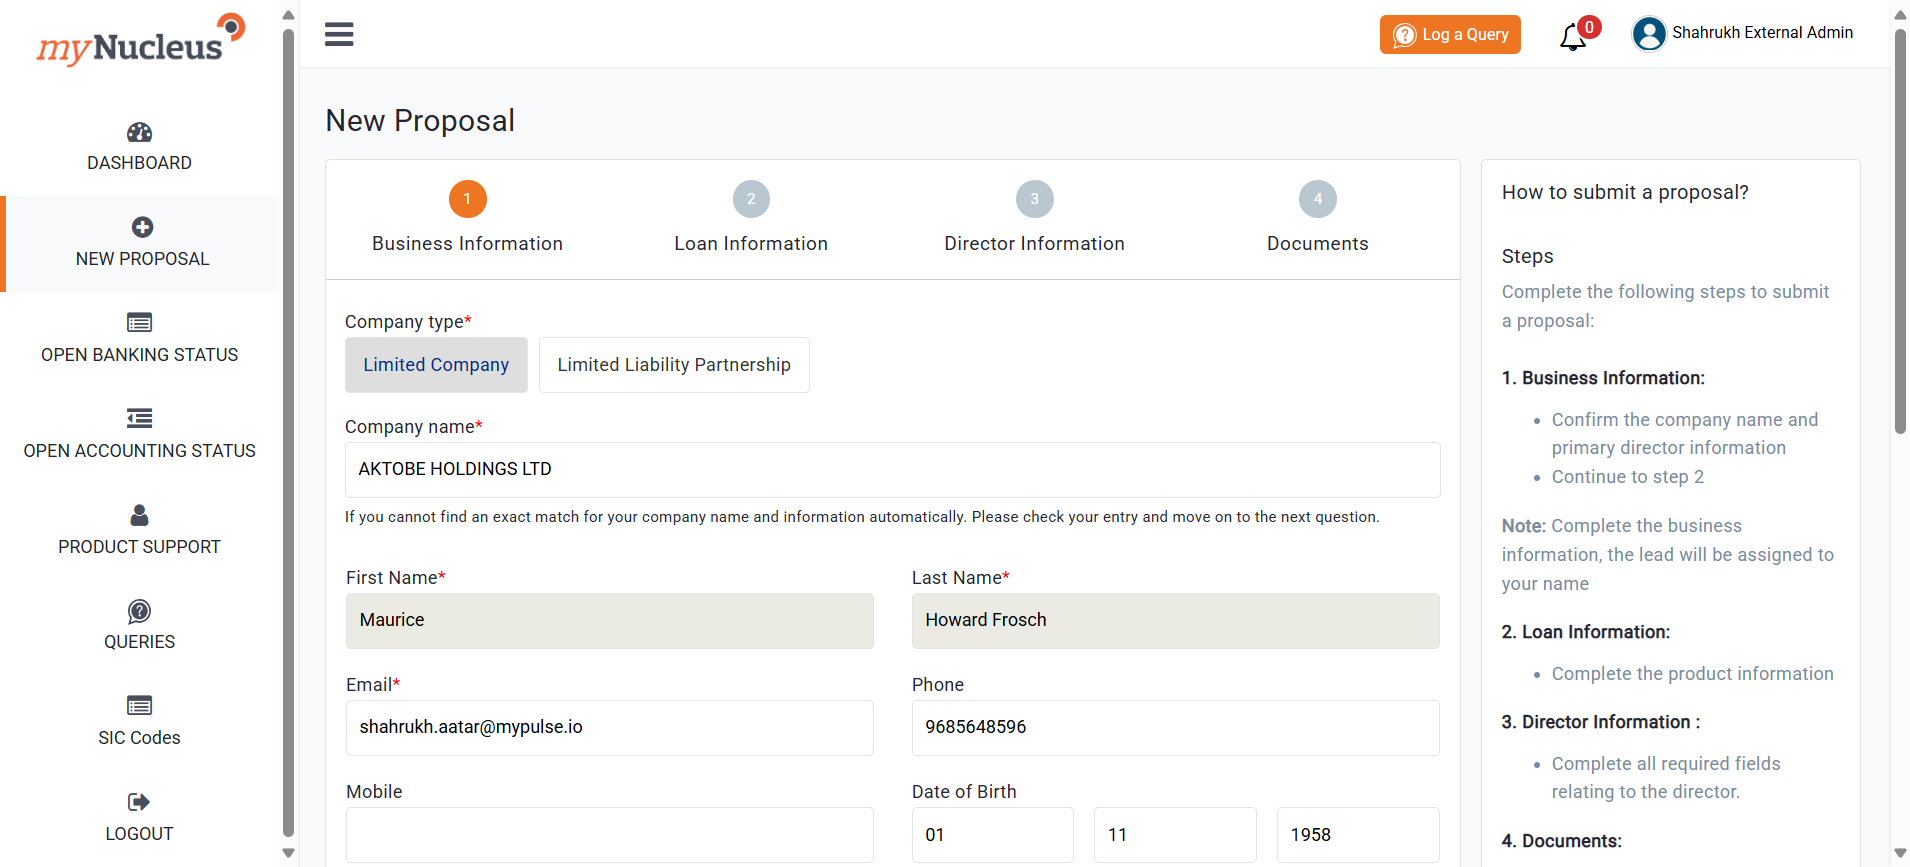 myNucleus
DASHBOARD
NEW PROPOSAL
OPEN BANKING STATUS
OPEN ACCOUNTING STATUS
PRODUCT SUPPORT
QUERIES
SIC Codes
LOGOUT
Log a Query
0
Shahrukh External Admin
New Proposal
1
Business Information
2
Loan Information
3
Director Information
4
Documents
Company type*
Limited Company
Limited Liability Partnership
Company name*
AKTOBE HOLDINGS LTD
If you cannot find an exact match for your company name and information automatically. Please check your entry and move on to the next question.
First Name*
Last Name*
Maurice
Howard Frosch
Email*
Phone
shahrukh.aatar@mypulse.io
9685648596
Mobile
Date of Birth
01
11
1958
How to submit a proposal?
Steps
Complete the following steps to submit
a proposal:
1. Business Information:
• Confirm the company name and
primary director information
• Continue to step 2
Note: Complete the business
information, the lead will be assigned to
your name
2. Loan Information:
• Complete the product information
3. Director Information :
• Complete all required fields
relating to the director.
4. Documents: